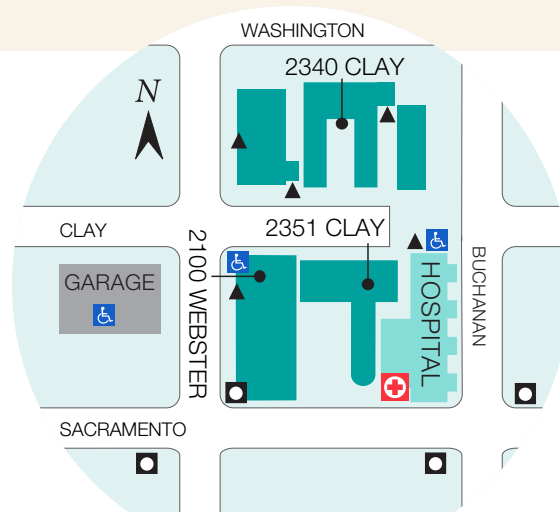 WASHINGTON
2340 CLAY
N
CLAY
2351 CLAY
2100 WEBSTER
BUCHANAN
GARAGE
HOSPITAL
SACRAMENTO